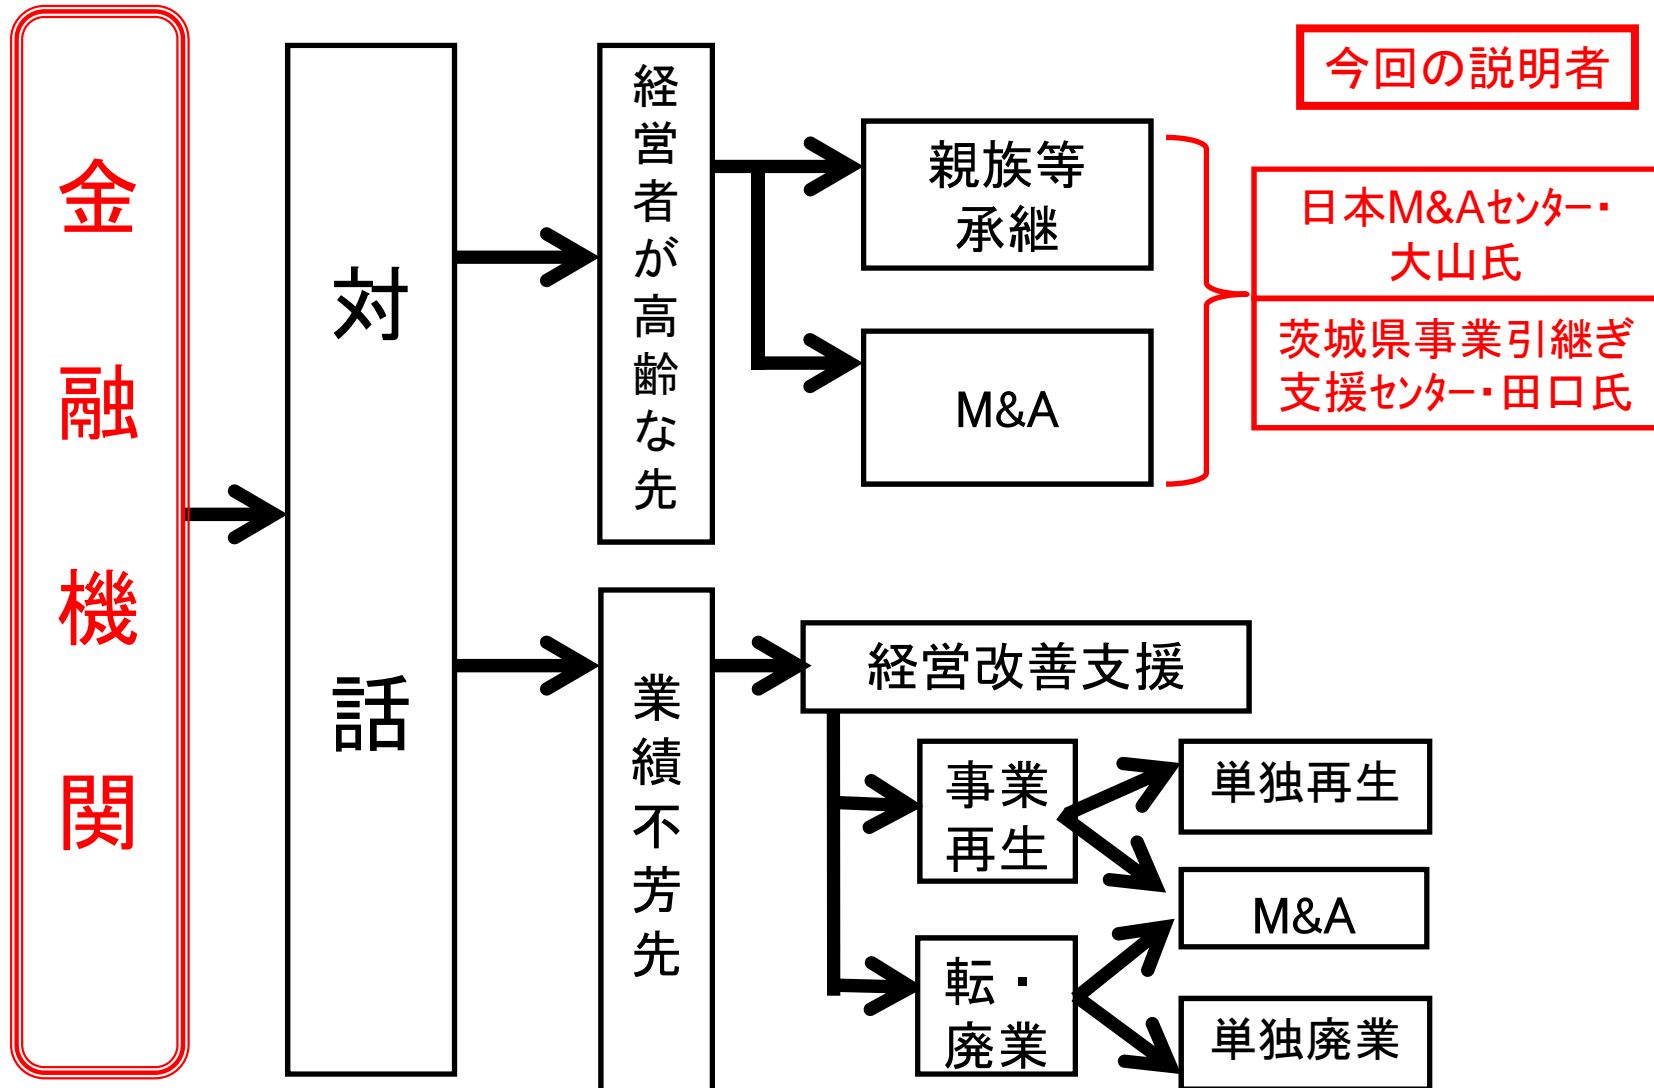 金融機関
対話
経営者が高齢な先
親族等
承継
M&A
今回の説明者
日本M&Aｾﾝﾀｰ・
大山氏
茨城県事業引継ぎ
支援ｾﾝﾀｰ・田口氏
業績不芳先
経営改善支援
事業
再生
単独再生
M&A
転・
廃業
単独廃業